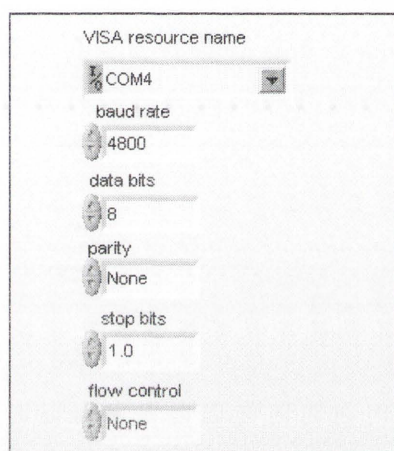 VISA resource name
COM4
baud rate
4800
data bits
8
parity
None
stop bits
1.0
flow control
None